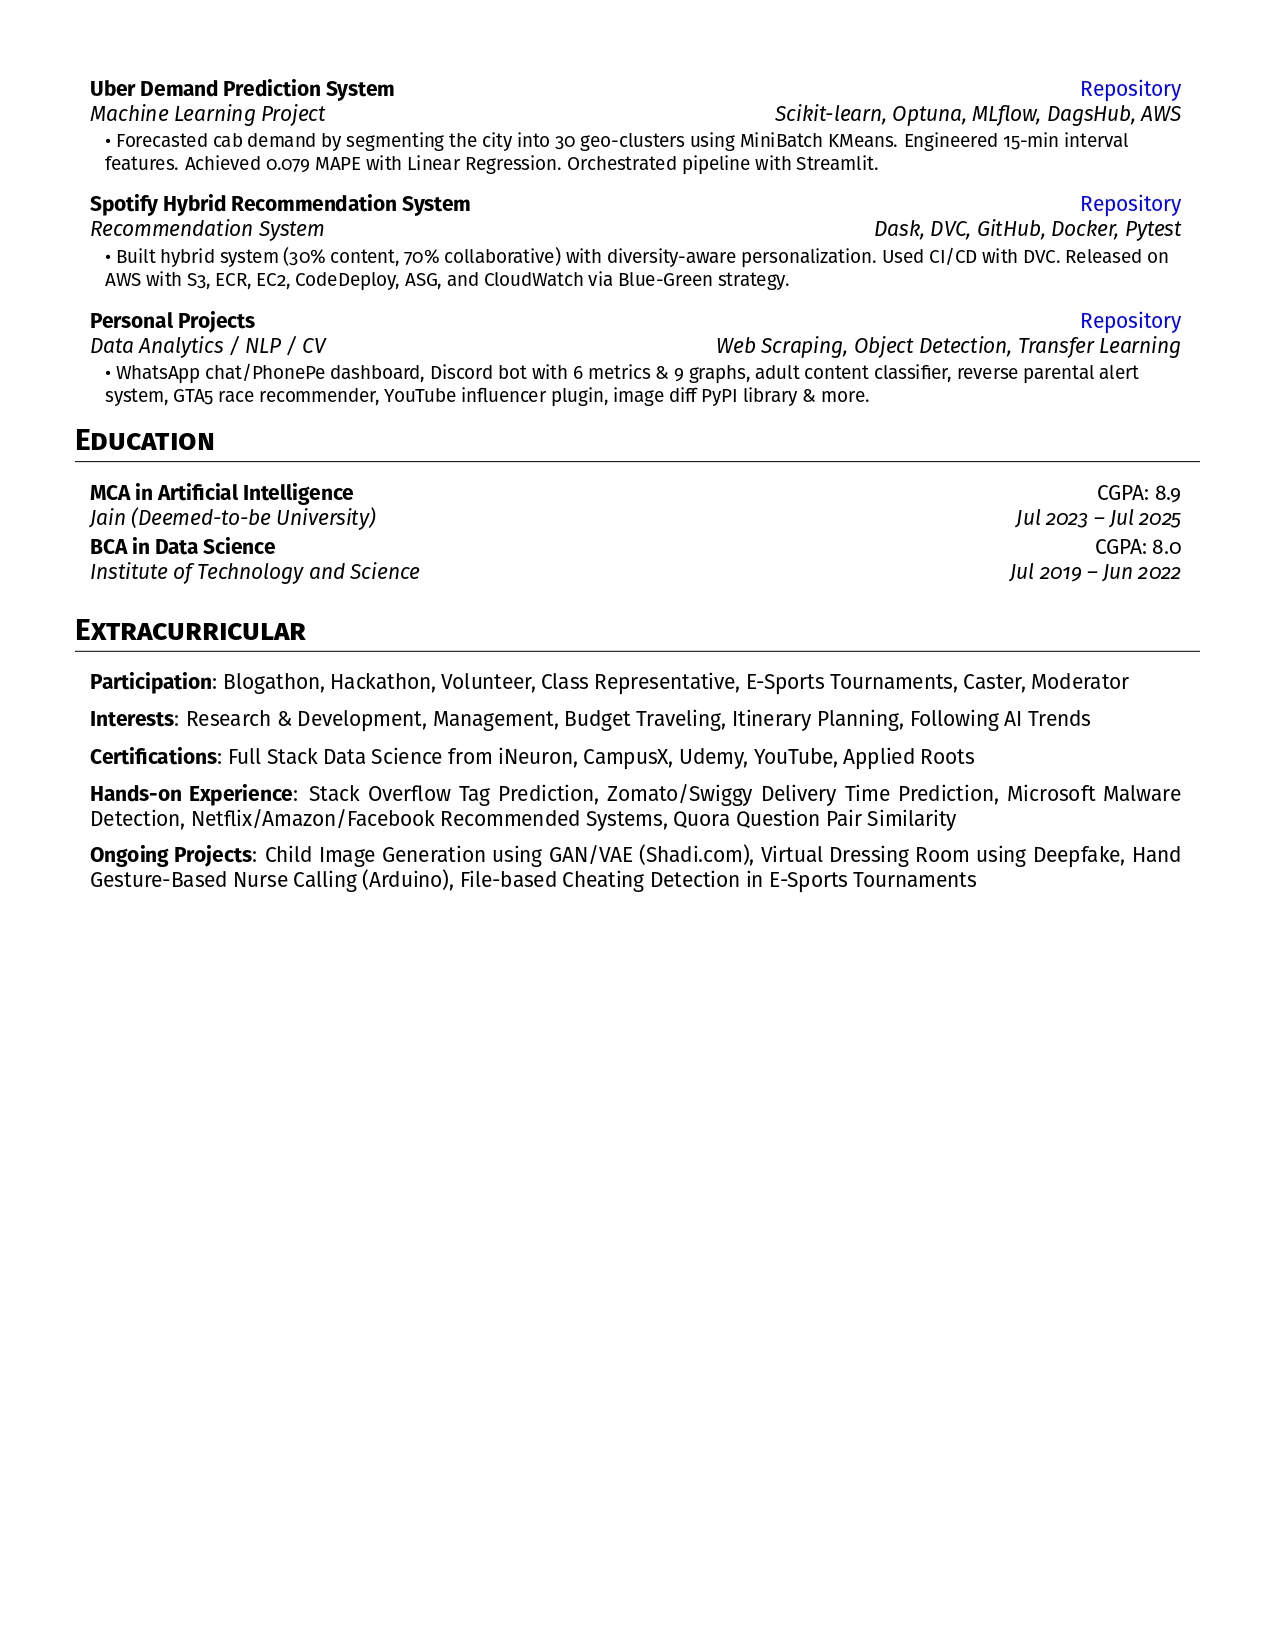 Uber Demand Prediction System Repository
Machine Learning Project Scikit-learn, Optuna, MLflow, DagsHub, AWS
• Forecasted cab demand by segmenting the city into 30 geo-clusters using MiniBatch KMeans. Engineered 15-min interval
features. Achieved 0.079 MAPE with Linear Regression. Orchestrated pipeline with Streamlit.
Spotify Hybrid Recommendation System Repository
Recommendation System Dask, DVC, GitHub, Docker, Pytest
• Built hybrid system (30% content, 70% collaborative) with diversity-aware personalization. Used CI/CD with DVC. Released on
AWS with S3, ECR, EC2, CodeDeploy, ASG, and CloudWatch via Blue-Green strategy.
Personal Projects Repository
Data Analytics / NLP / CV Web Scraping, Object Detection, Transfer Learning
• WhatsApp chat/PhonePe dashboard, Discord bot with 6 metrics & 9 graphs, adult content classifier, reverse parental alert
system, GTA5 race recommender, YouTube influencer plugin, image diff PyPI library & more.
EDUCATION
MCA in Artificial Intelligence CGPA: 8.9
Jain (Deemed-to-be University) Jul 2023 – Jul 2025
BCA in Data Science CGPA: 8.0
Institute of Technology and Science Jul 2019 – Jun 2022
EXTRACURRICULAR
Participation: Blogathon, Hackathon, Volunteer, Class Representative, E-Sports Tournaments, Caster, Moderator
Interests: Research & Development, Management, Budget Traveling, Itinerary Planning, Following AI Trends
Certifications: Full Stack Data Science from iNeuron, CampusX, Udemy, YouTube, Applied Roots
Hands-on Experience: Stack Overflow Tag Prediction, Zomato/Swiggy Delivery Time Prediction, Microsoft Malware
Detection, Netflix/Amazon/Facebook Recommended Systems, Quora Question Pair Similarity
Ongoing Projects: Child Image Generation using GAN/VAE (Shadi.com), Virtual Dressing Room using Deepfake, Hand
Gesture-Based Nurse Calling (Arduino), File-based Cheating Detection in E-Sports Tournaments